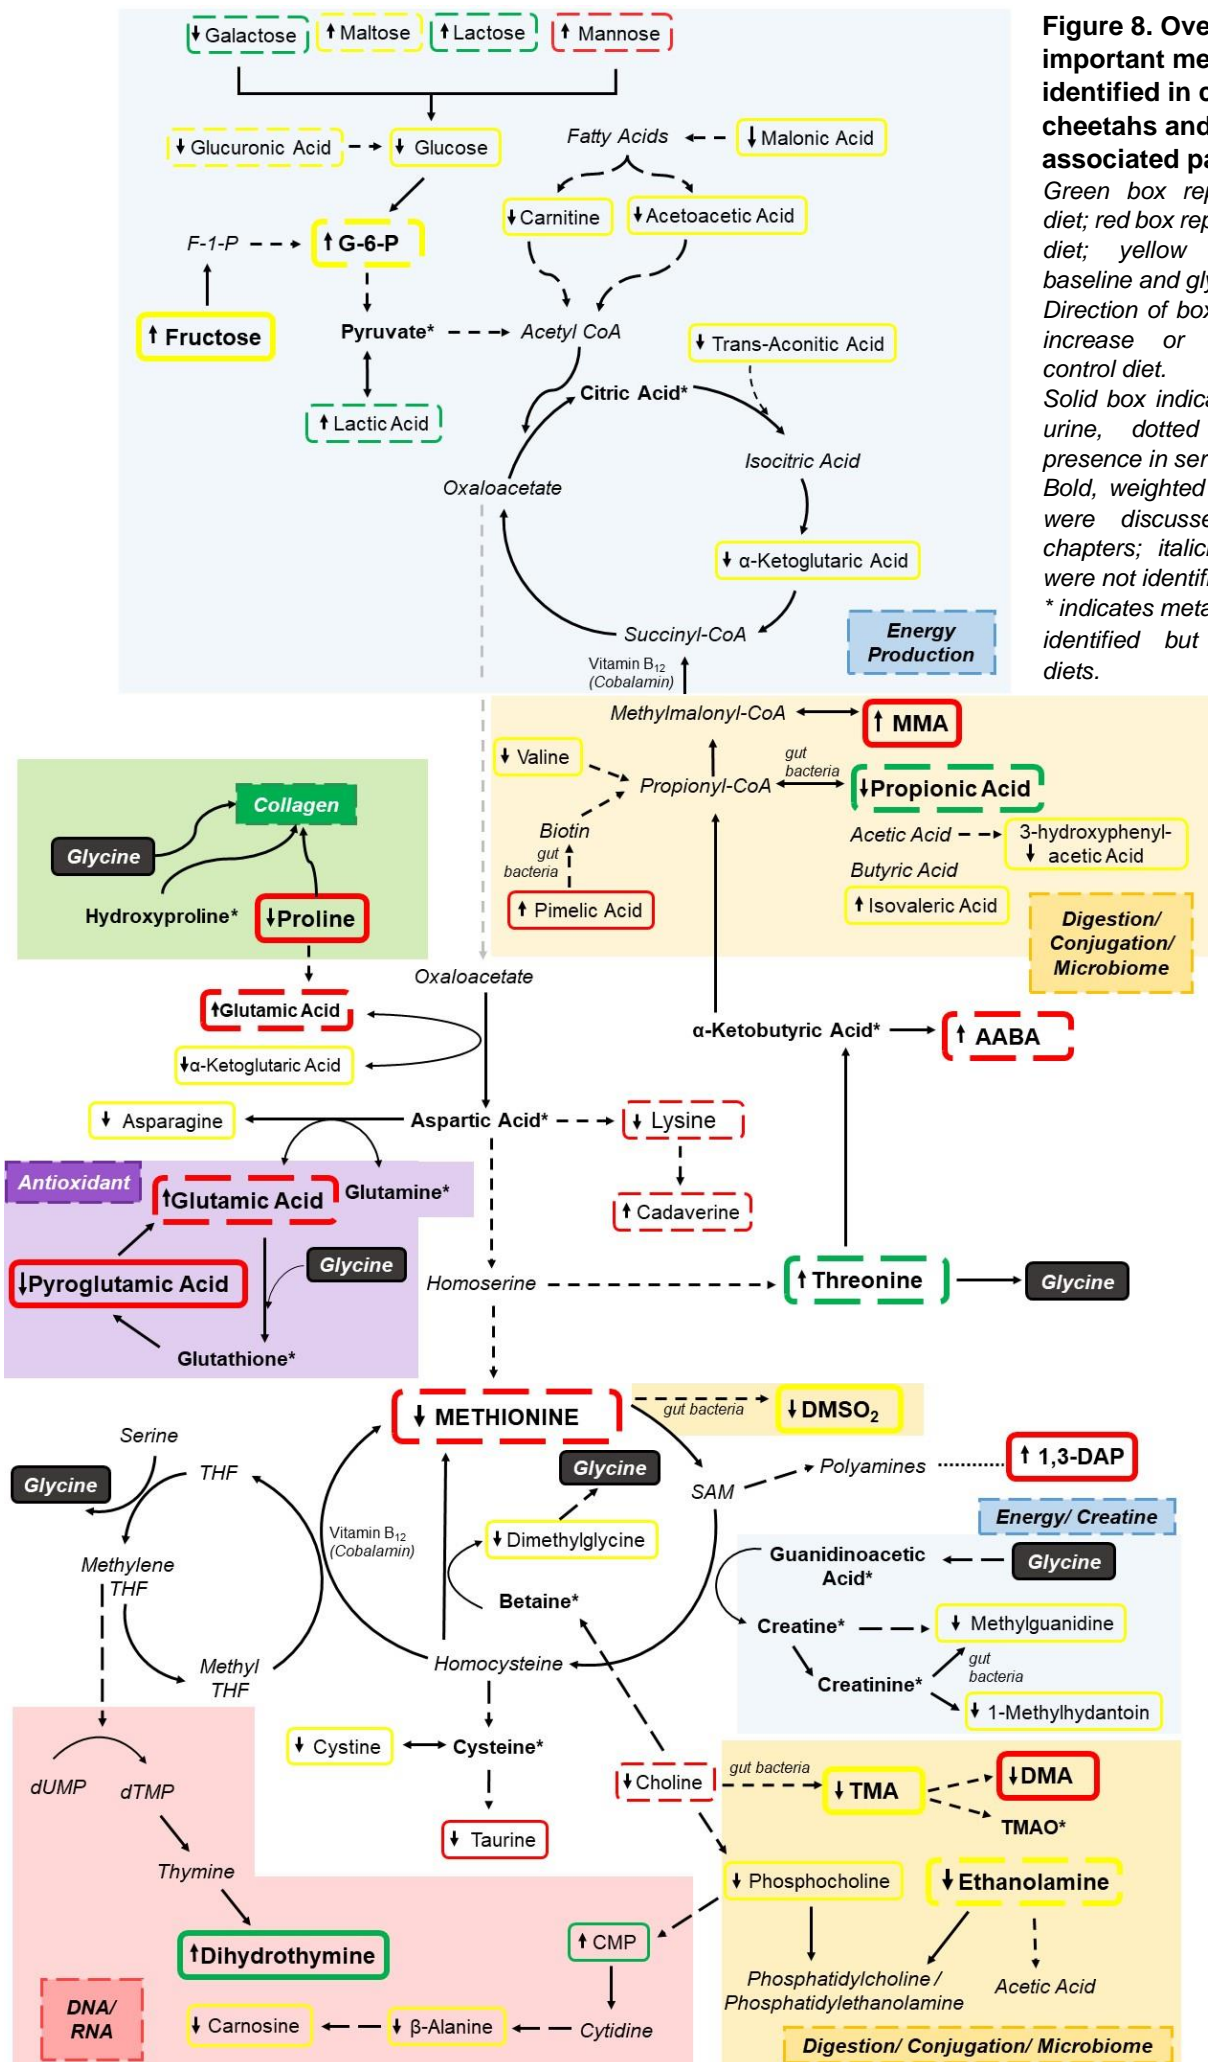 Figure 8. Ove
important me
identified in c
cheetahs and
associated pa
Green box rep
diet; red box rep
diet; yellow
baseline and gly
Direction of box
increase or
control diet.
Solid box indica
urine, dotted
presence in ser
Bold, weighted
were discusse
chapters; italic
were not identif
* indicates meta
identified but
diets.
↓ Galactose
↑ Maltose
↑ Lactose
↑ Mannose
↓ Glucuronic Acid
↓ Glucose
Fatty Acids
↓ Malonic Acid
↓ Carnitine
↓ Acetoacetic Acid
F-1-P
↑ G-6-P
↑ Fructose
Pyruvate*
Acetyl CoA
↓ Trans-Aconitic Acid
↑ Lactic Acid
Citric Acid*
Isocitric Acid
Oxaloacetate
↓ α-Ketoglutaric Acid
Succinyl-CoA
Energy
Production
Vitamin B12
(Cobalamin)
Methylmalonyl-CoA
↑ MMA
↓ Valine
Propionyl-CoA
gut
bacteria
↓Propionic Acid
Biotin
gut
bacteria
↑ Pimelic Acid
Acetic Acid
3-hydroxyphenyl-
↓ acetic Acid
Butyric Acid
↑ Isovaleric Acid
Digestion/
Conjugation/
Microbiome
Collagen
Glycine
Hydroxyproline*
↓Proline
Oxaloacetate
↑Glutamic Acid
↓α-Ketoglutaric Acid
α-Ketobutyric Acid*
↑ AABA
↓ Asparagine
Aspartic Acid*
↓ Lysine
Antioxidant
↑Glutamic Acid
Glutamine*
↑ Cadaverine
↓Pyroglutamic Acid
Glycine
Homoserine
↑ Threonine
Glycine
Glutathione*
↓ METHIONINE
gut bacteria
↓ DMSO2
Serine
Glycine
THF
Glycine
SAM
Polyamines
↑ 1,3-DAP
Energy/ Creatine
Vitamin B12
(Cobalamin)
↓ Dimethylglycine
Methylene
THF
Guanidinoacetic
Acid*
Glycine
Betaine*
Creatine*
↓ Methylguanidine
Methyl
THF
Homocysteine
gut
bacteria
Creatinine*
↓ 1-Methylhydantoin
↓ Cystine
Cysteine*
dUMP
dTMP
↓ Choline
gut bacteria
↓ TMA
↓DMA
TMAO*
↓ Taurine
Thymine
↓ Phosphocholine
↓Ethanolamine
↑Dihydrothymine
↑ CMP
Phosphatidylcholine /
Phosphatidylethanolamine
Acetic Acid
DNA/
RNA
↓ Carnosine
↓ β-Alanine
Cytidine
Digestion/ Conjugation/ Microbiome